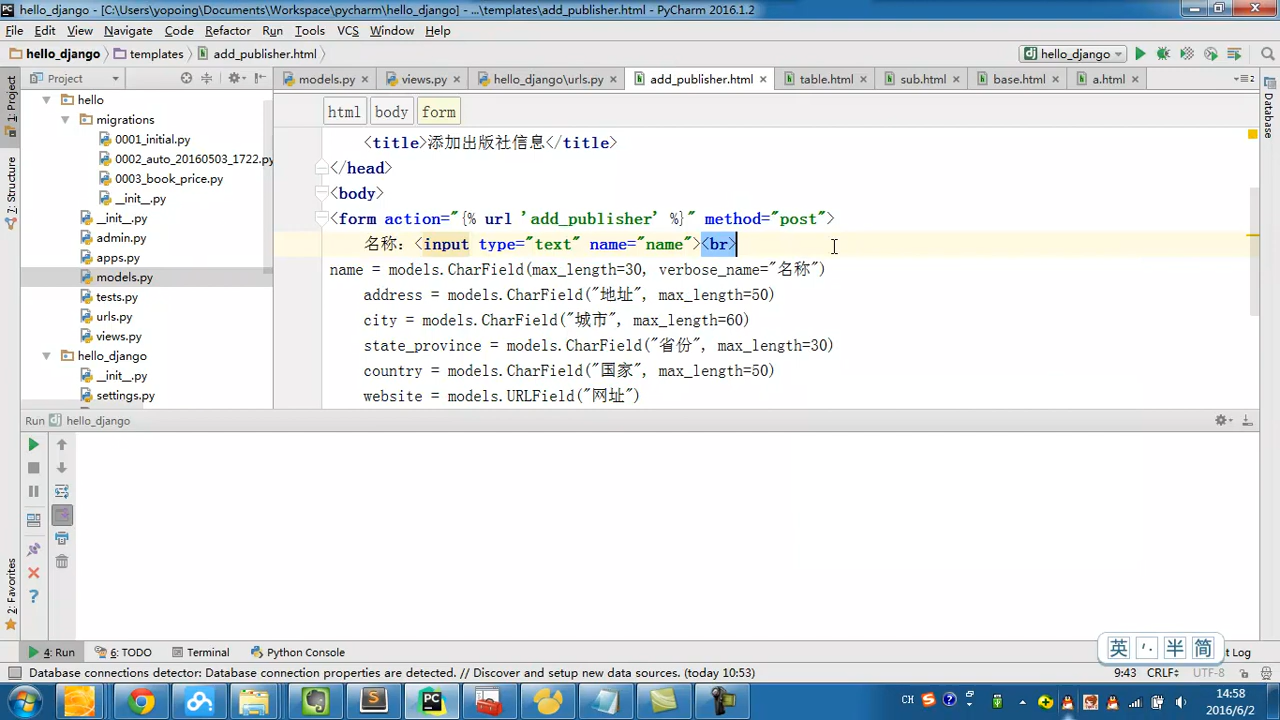 hello_django - [C:\Users\yopoing\Documents\Workspace\pycharm\hello_django] - ...\templates\add_publisher.html - PyCharm 2016.1.2
File Edit View Navigate Code Refactor Run Tools VCS Window Help
hello_django templates add_publisher.html hello_django
Project models.py views.py hello_django\urls.py add_publisher.html table.html sub.html base.html a.html
1: Project
7: Structure
2: Favorites
Database
hello
migrations
0001_initial.py
0002_auto_20160503_1722.py
0003_book_price.py
__init__.py
__init__.py
admin.py
apps.py
models.py
tests.py
urls.py
views.py
hello_django
__init__.py
settings.py
html body form
<title>添加出版社信息</title>
</head>
<body>
<form action="{% url 'add_publisher' %}" method="post">
名称：<input type="text" name="name"><br>
name = models.CharField(max_length=30, verbose_name="名称")
address = models.CharField("地址", max_length=50)
city = models.CharField("城市", max_length=60)
state_province = models.CharField("省份", max_length=30)
country = models.CharField("国家", max_length=50)
website = models.URLField("网址")
Run hello_django
4: Run 6: TODO Terminal Python Console t Log
英 半 简
Database connections detector: Database connection properties are detected. // Discover and setup new data sources. (today 10:53) 9:43 CRLF UTF-8
CH 14:58
2016/6/2